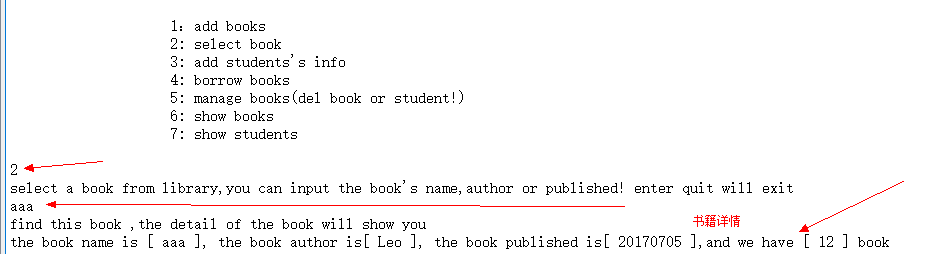 1: add books
2: select book
3: add students's info
4: borrow books
5: manage books(del book or student!)
6: show books
7: show students
2
select a book from library,you can input the book's name,author or published! enter quit will exit
aaa
find this book ,the detail of the book will show you
书籍详情
the book name is [ aaa ], the book author is[ Leo ], the book published is[ 20170705 ],and we have [ 12 ] book